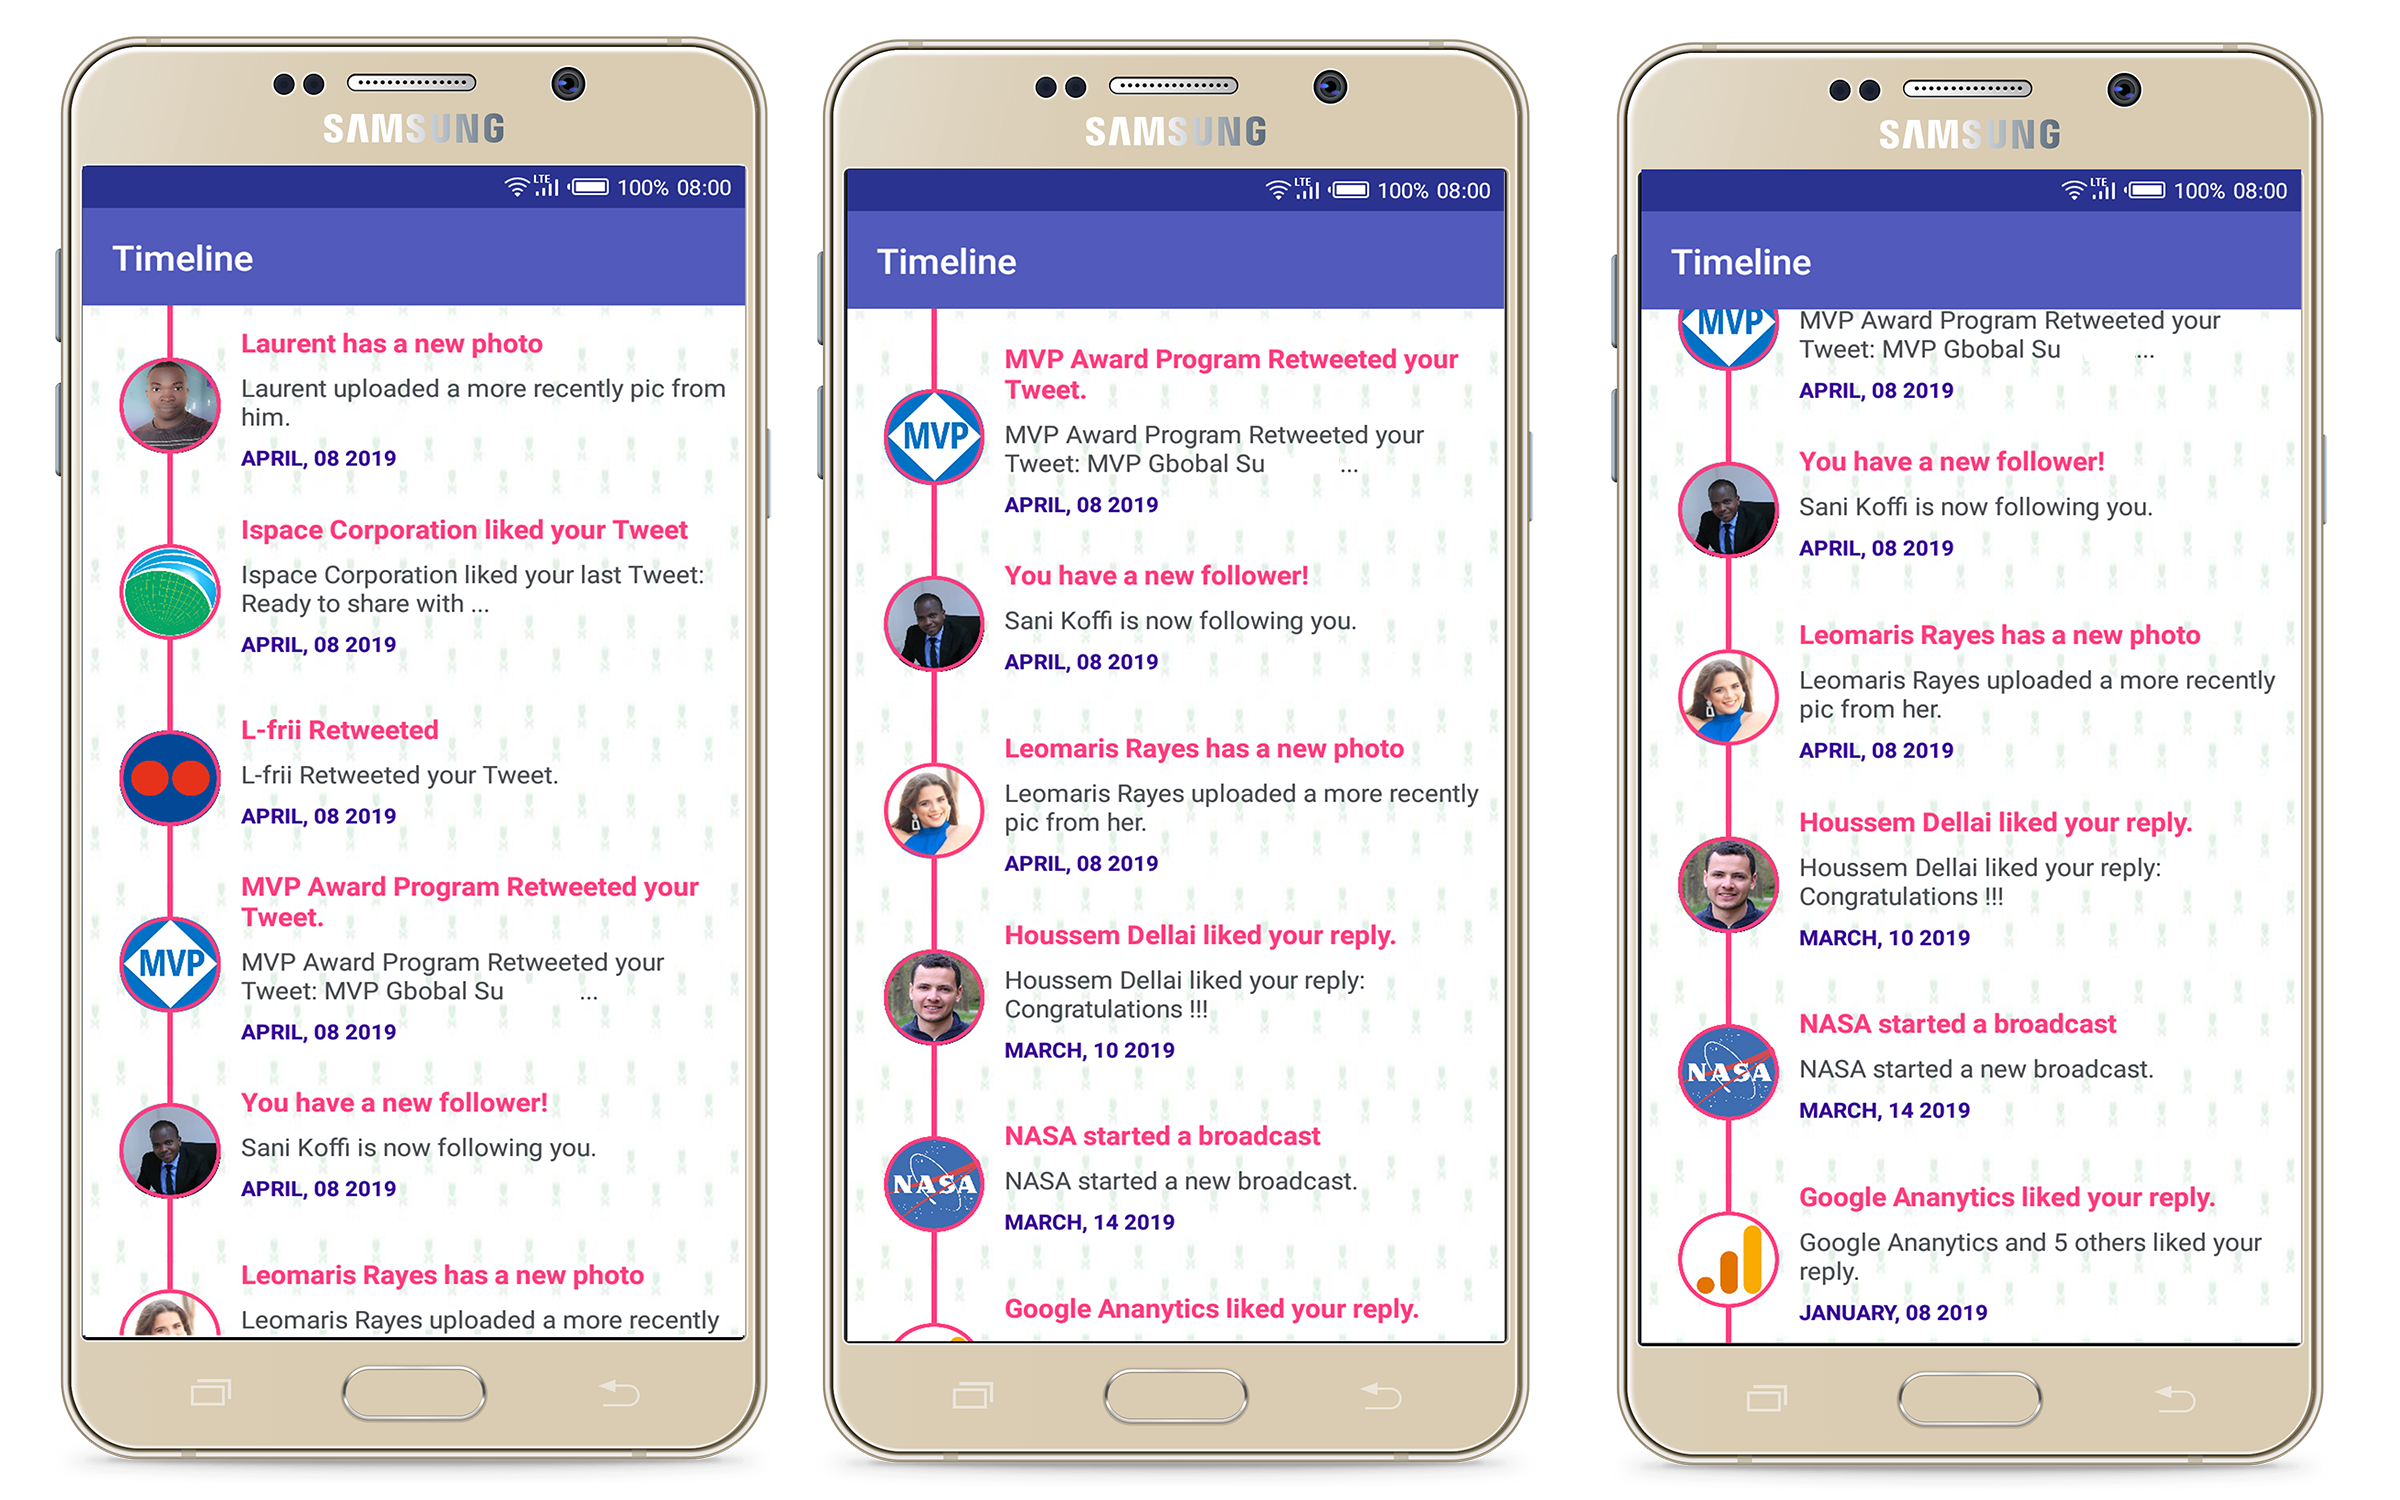 SAMSUNG
LTE 100% 08:00
Timeline
Laurent has a new photo
Laurent uploaded a more recently pic from
him.
APRIL, 08 2019
Ispace Corporation liked your Tweet
Ispace Corporation liked your last Tweet:
Ready to share with ...
APRIL, 08 2019
L-frii Retweeted
L-frii Retweeted your Tweet.
APRIL, 08 2019
MVP Award Program Retweeted your
Tweet.
MVP
MVP Award Program Retweeted your
Tweet: MVP Gbobal Su ...
APRIL, 08 2019
You have a new follower!
Sani Koffi is now following you.
APRIL, 08 2019
Leomaris Rayes has a new photo
Leomaris Rayes uploaded a more recently
SAMSUNG
LTE 100% 08:00
Timeline
MVP Award Program Retweeted your
Tweet.
MVP
MVP Award Program Retweeted your
Tweet: MVP Gbobal Su ...
APRIL, 08 2019
You have a new follower!
Sani Koffi is now following you.
APRIL, 08 2019
Leomaris Rayes has a new photo
Leomaris Rayes uploaded a more recently
pic from her.
APRIL, 08 2019
Houssem Dellai liked your reply.
Houssem Dellai liked your reply:
Congratulations !!!
MARCH, 10 2019
NASA started a broadcast
NASA
NASA started a new broadcast.
MARCH, 14 2019
Google Ananytics liked your reply.
SAMSUNG
LTE 100% 08:00
Timeline
MVP
MVP Award Program Retweeted your
Tweet: MVP Gbobal Su ...
APRIL, 08 2019
You have a new follower!
Sani Koffi is now following you.
APRIL, 08 2019
Leomaris Rayes has a new photo
Leomaris Rayes uploaded a more recently
pic from her.
APRIL, 08 2019
Houssem Dellai liked your reply.
Houssem Dellai liked your reply:
Congratulations !!!
MARCH, 10 2019
NASA started a broadcast
NASA
NASA started a new broadcast.
MARCH, 14 2019
Google Ananytics liked your reply.
Google Ananytics and 5 others liked your
reply.
JANUARY, 08 2019